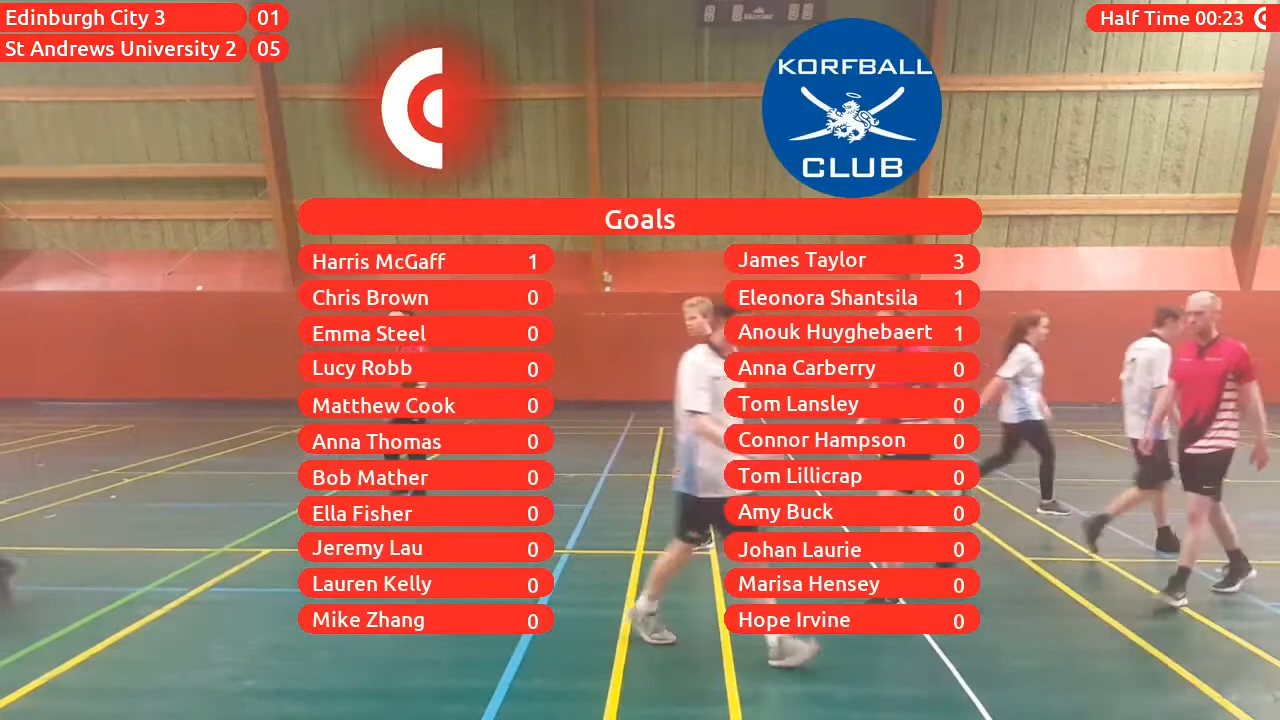 Edinburgh City 3 01
St Andrews University 2 05
Half Time 00:23
KORFBALL
CLUB
Goals
Harris McGaff 1
Chris Brown 0
Emma Steel 0
Lucy Robb 0
Matthew Cook 0
Anna Thomas 0
Bob Mather 0
Ella Fisher 0
Jeremy Lau 0
Lauren Kelly 0
Mike Zhang 0
James Taylor 3
Eleonora Shantsila 1
Anouk Huyghebaert 1
Anna Carberry 0
Tom Lansley 0
Connor Hampson 0
Tom Lillicrap 0
Amy Buck 0
Johan Laurie 0
Marisa Hensey 0
Hope Irvine 0